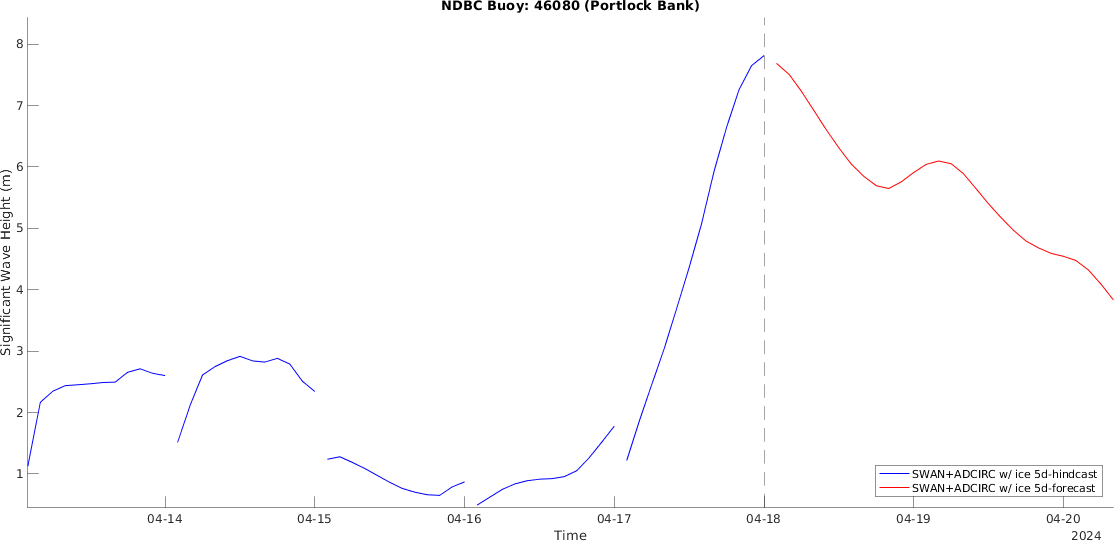 NDBC Buoy: 46080 (Portlock Bank)
Significant Wave Height (m)
8
7
6
5
4
3
2
1
SWAN+ADCIRC w/ ice 5d-hindcast
SWAN+ADCIRC w/ ice 5d-forecast
04-14 04-15 04-16 04-17 04-18 04-19 04-20
Time
2024